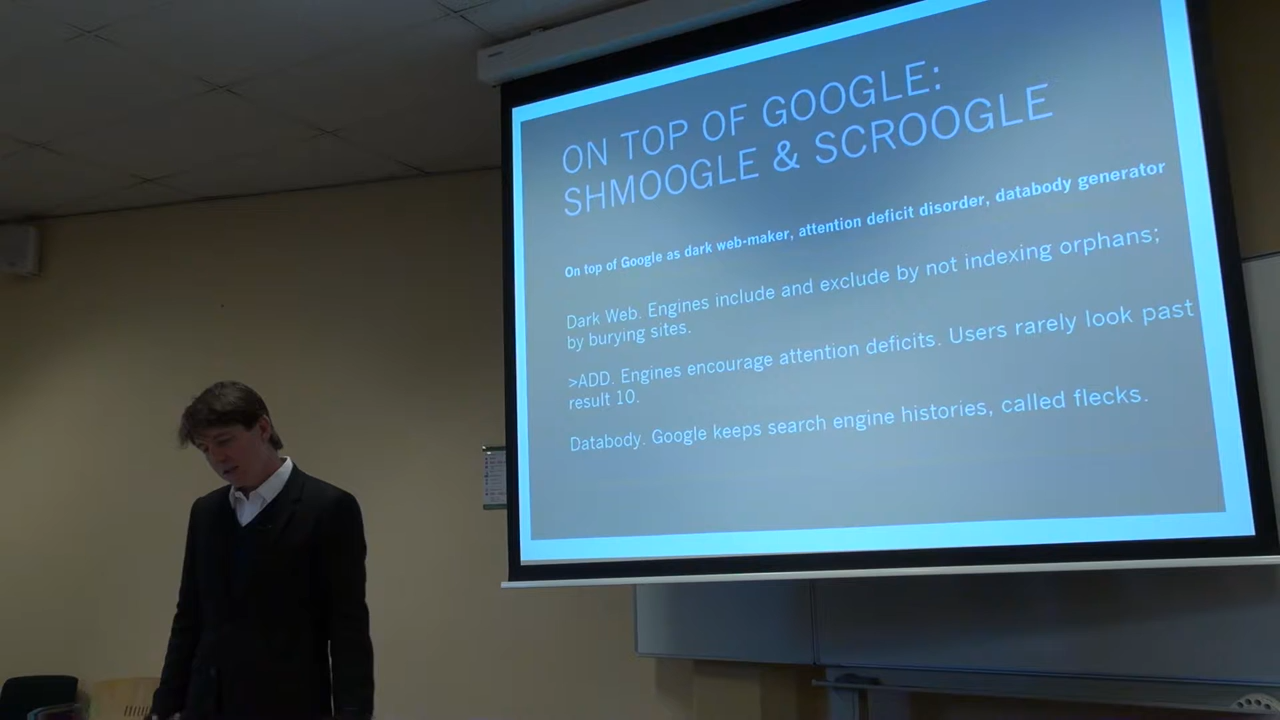 ON TOP OF GOOGLE:
SHMOOGLE & SCROOGLE
On top of Google as dark web-maker, attention deficit disorder, databody generator
Dark Web. Engines include and exclude by not indexing orphans;
by burying sites.
>ADD. Engines encourage attention deficits. Users rarely look past
result 10.
Databody. Google keeps search engine histories, called flecks.